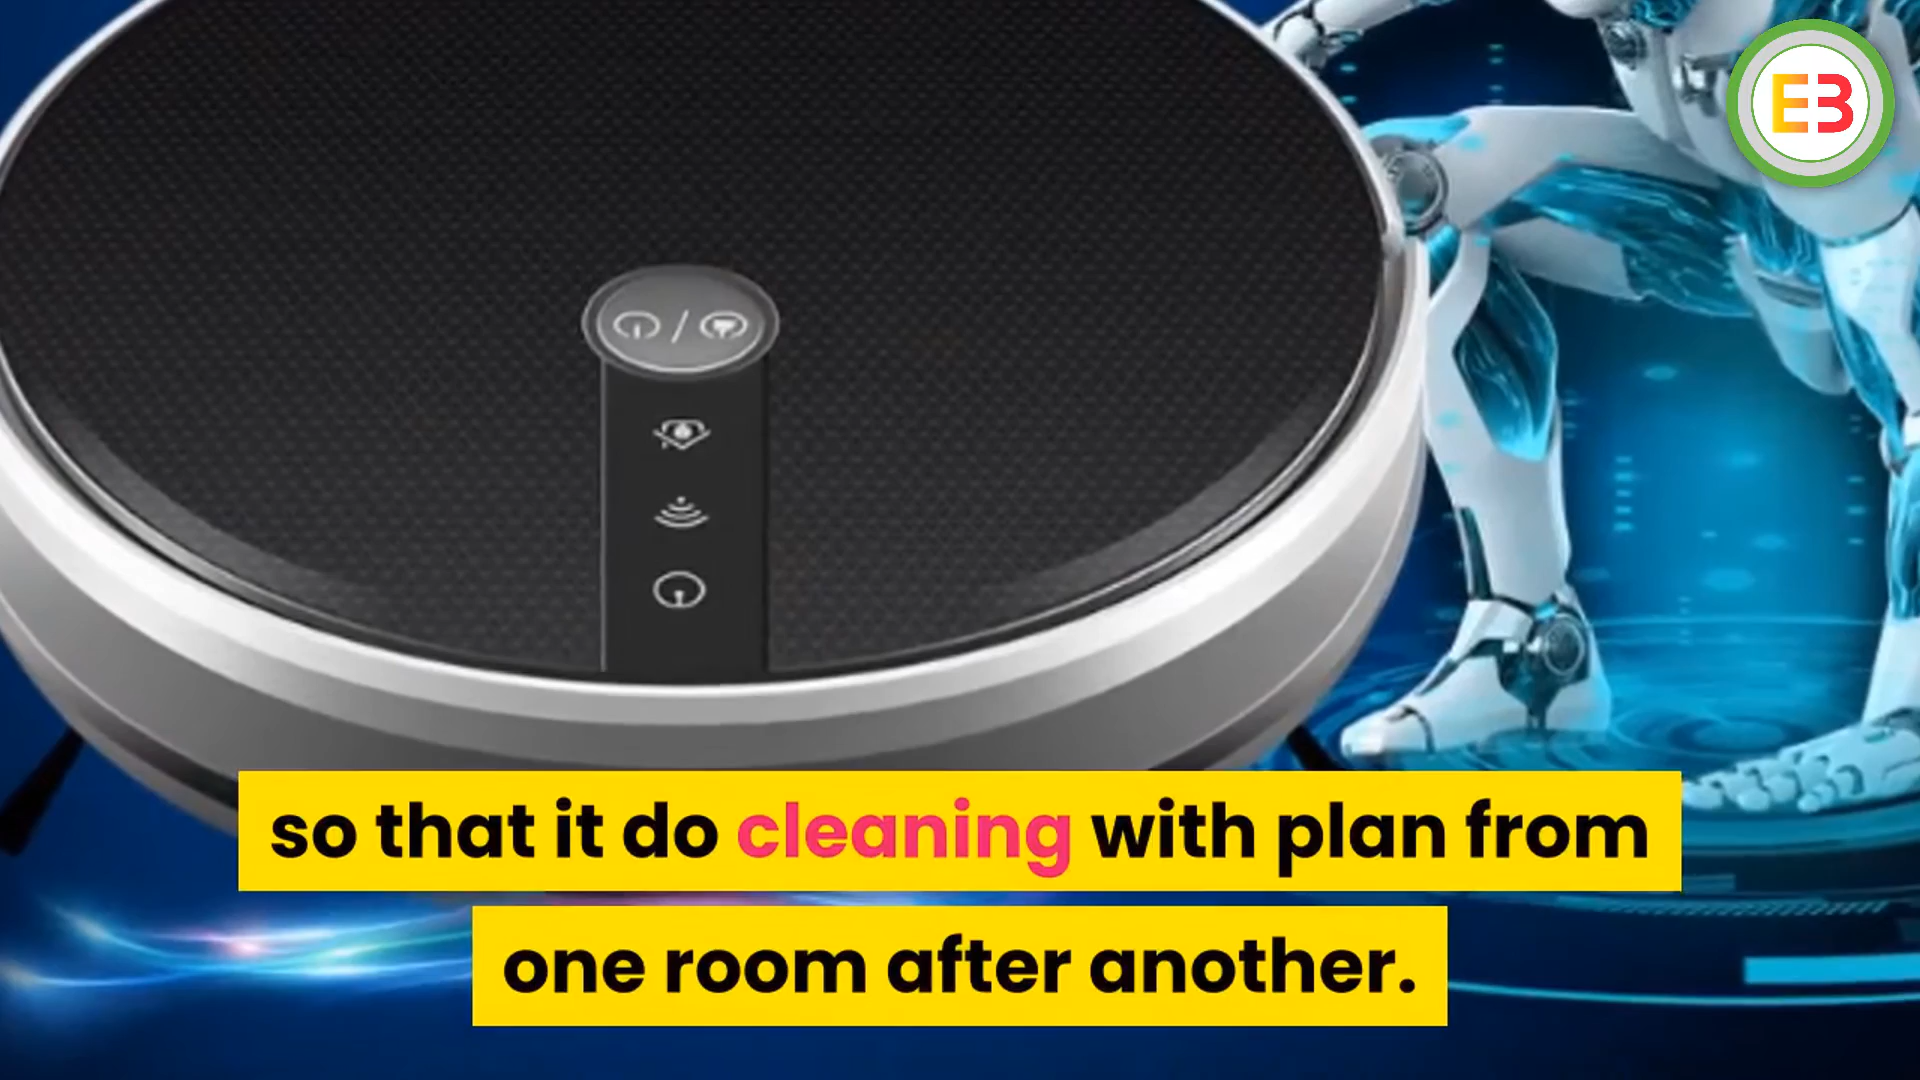 EB
so that it do cleaning with plan from
one room after another.